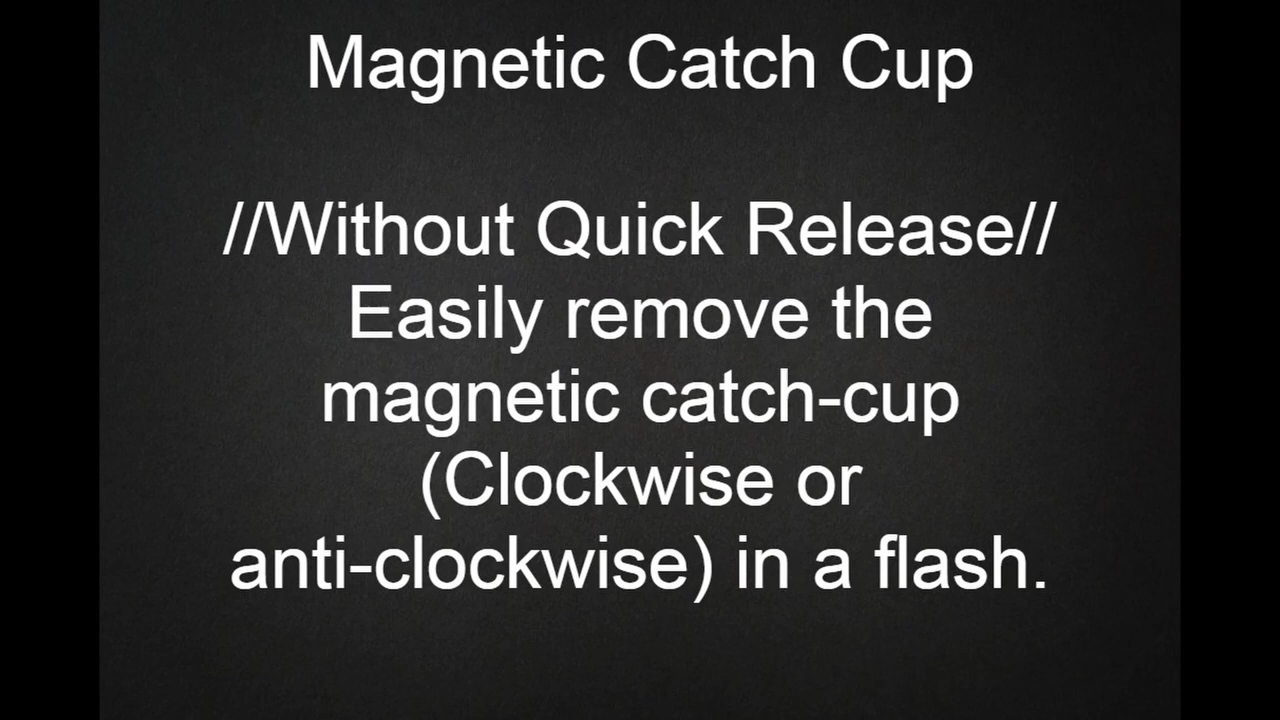 Magnetic Catch Cup
//Without Quick Release//
Easily remove the
magnetic catch-cup
(Clockwise or
anti-clockwise) in a flash.